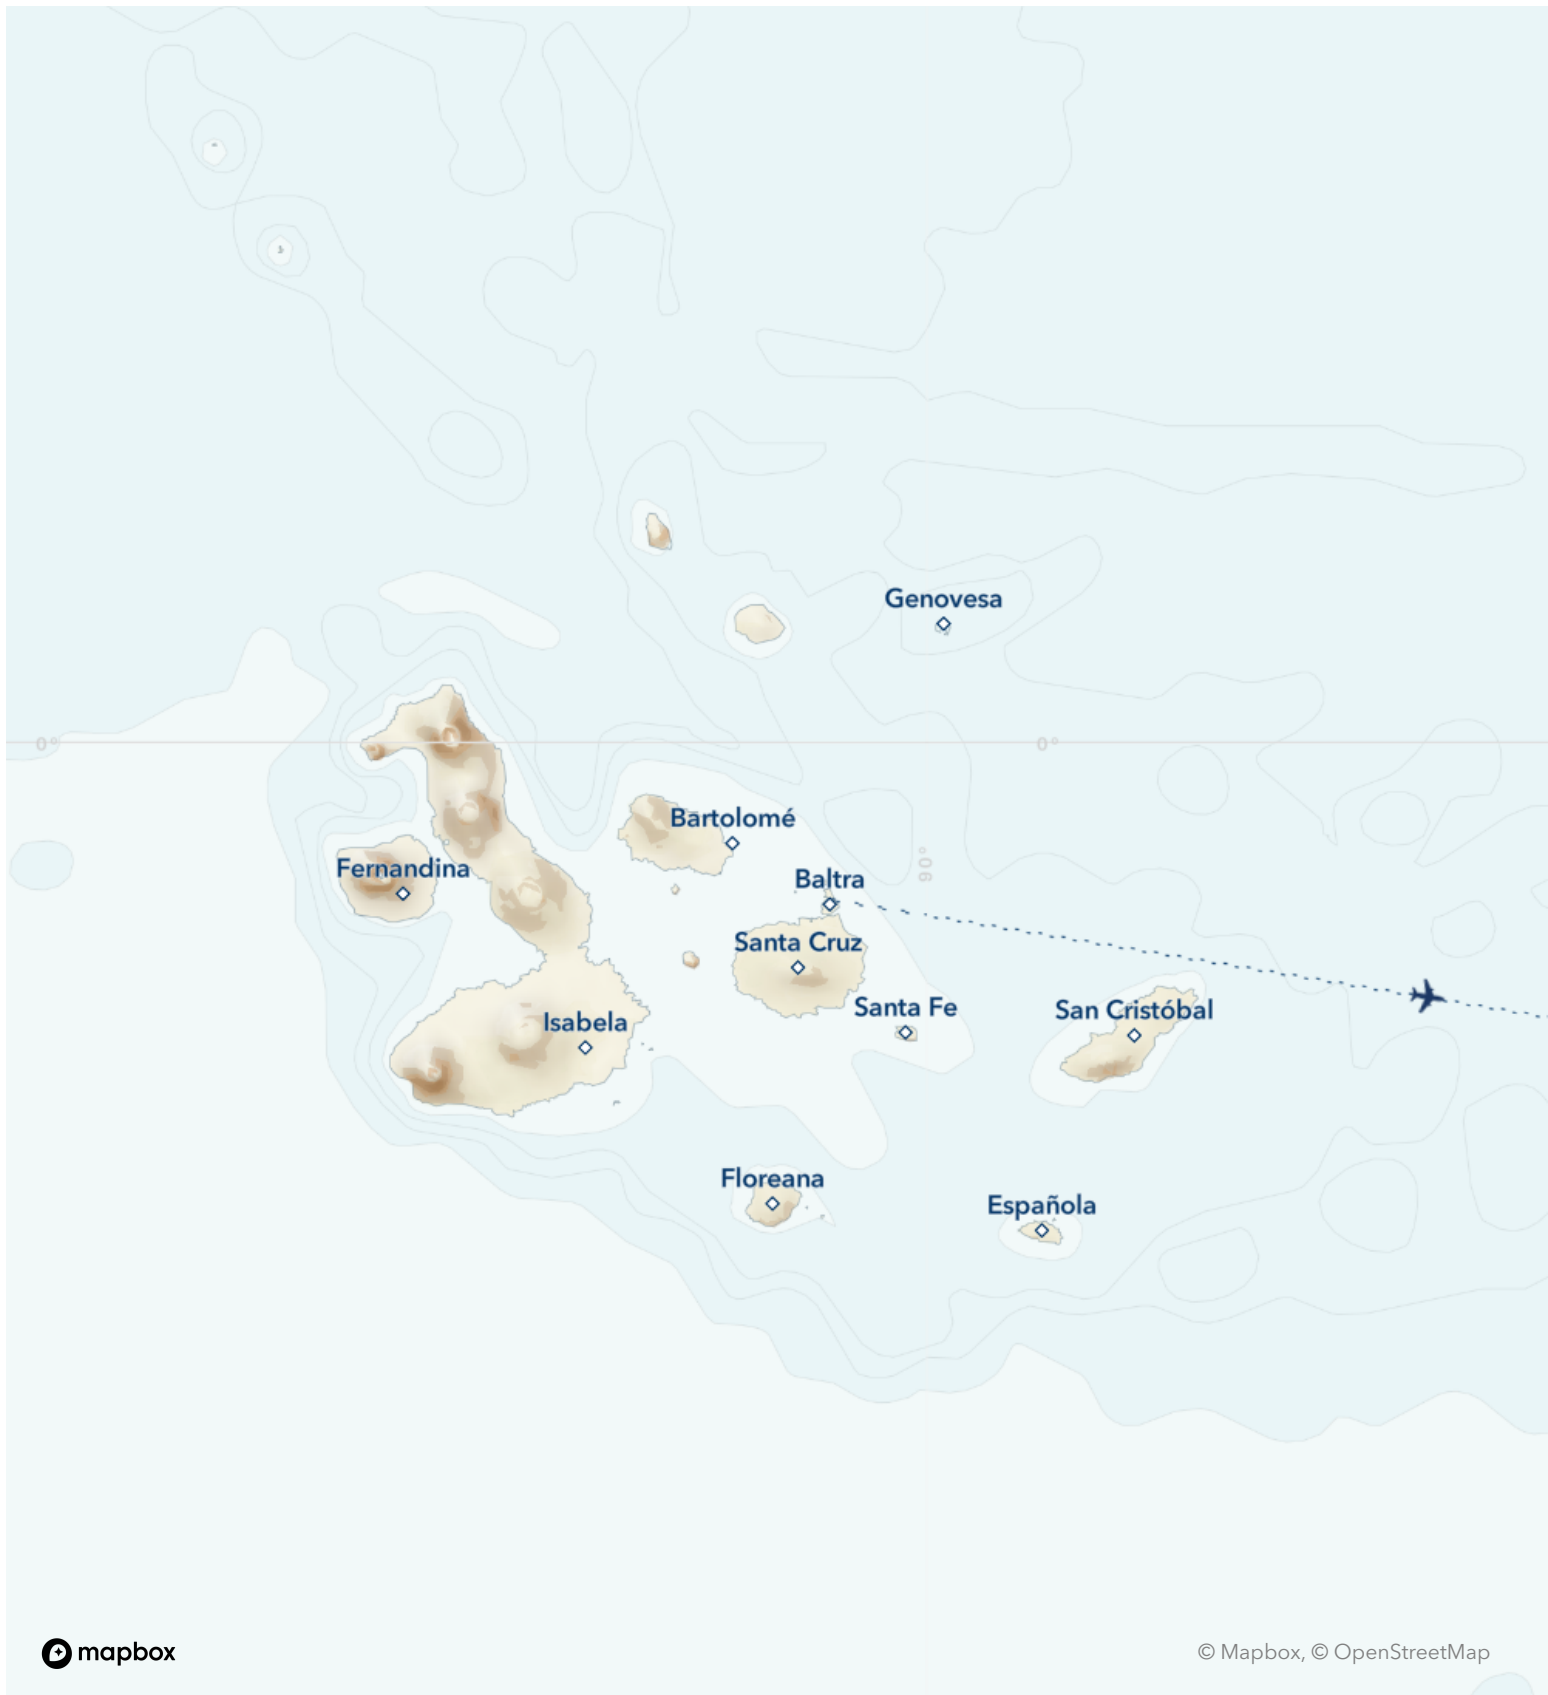 Genovesa
0°
0°
Bartolomé
90°
Fernandina
Baltra
Santa Cruz
Santa Fe
San Cristóbal
Isabela
Floreana
Española
mapbox
© Mapbox, © OpenStreetMap